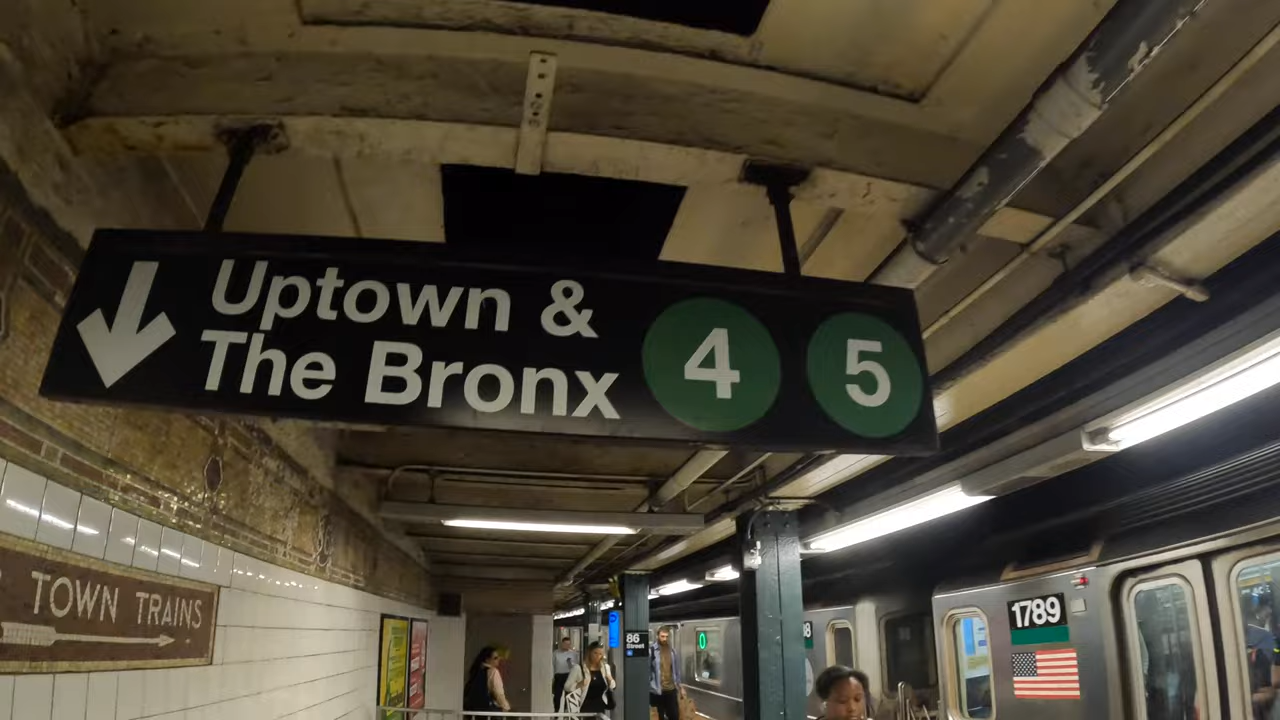 Uptown &
The Bronx
4
5
TOWN TRAINS
1789
86
Street